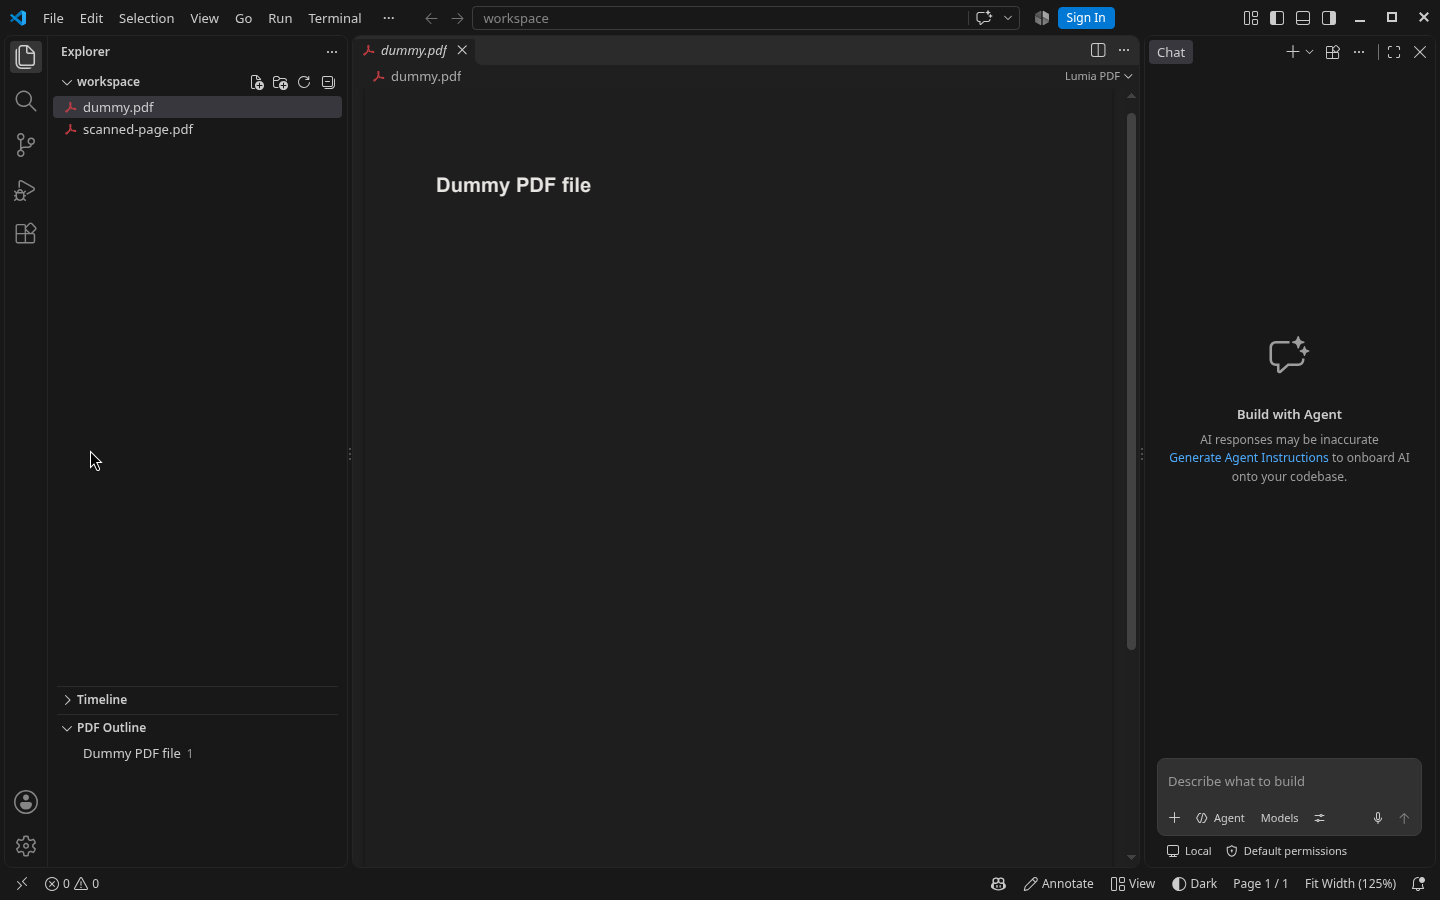 File Edit Selection View Go Run Terminal
workspace
Sign In
Explorer
workspace
dummy.pdf
scanned-page.pdf
Timeline
PDF Outline
Dummy PDF file 1
dummy.pdf
dummy.pdf
Lumia PDF
Dummy PDF file
Chat
Build with Agent
AI responses may be inaccurate
Generate Agent Instructions to onboard AI
onto your codebase.
Describe what to build
Agent Models
Local Default permissions
0 0
Annotate View Dark Page 1 / 1 Fit Width (125%)